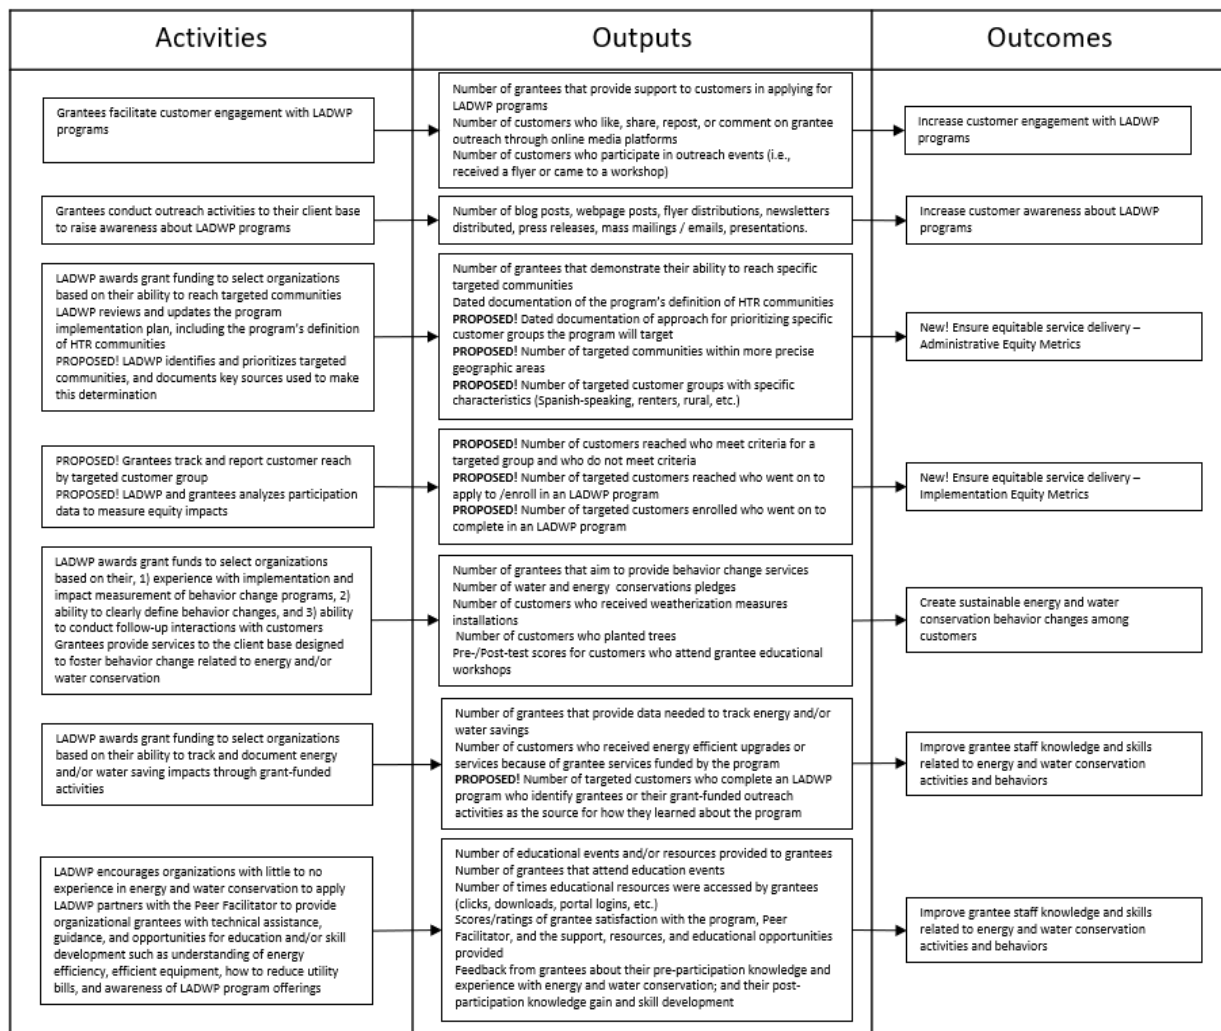 Activities
Outputs
Outcomes
Grantees facilitate customer engagement with LADWP
programs
Number of grantees that provide support to customers in applying for
LADWP programs
Number of customers who like, share, repost, or comment on grantee
outreach through online media platforms
Number of customers who participate in outreach events (i.e.,
received a flyer or came to a workshop)
Increase customer engagement with LADWP
programs
Grantees conduct outreach activities to their client base
to raise awareness about LADWP programs
Number of blog posts, webpage posts, flyer distributions, newsletters
distributed, press releases, mass mailings / emails, presentations.
Increase customer awareness about LADWP
programs
LADWP awards grant funding to select organizations
based on their ability to reach targeted communities
LADWP reviews and updates the program
implementation plan, including the program's definition
of HTR communities
PROPOSED! LADWP identifies and prioritizes targeted
communities, and documents key sources used to make
this determination
Number of grantees that demonstrate their ability to reach specific
targeted communities
Dated documentation of the program's definition of HTR communities
PROPOSED! Dated documentation of approach for prioritizing specific
customer groups the program will target
PROPOSED! Number of targeted communities within more precise
geographic areas
PROPOSED! Number of targeted customer groups with specific
characteristics (Spanish-speaking, renters, rural, etc.)
New! Ensure equitable service delivery –
Administrative Equity Metrics
PROPOSED! Grantees track and report customer reach
by targeted customer group
PROPOSED! LADWP and grantees analyzes participation
data to measure equity impacts
PROPOSED! Number of customers reached who meet criteria for a
targeted group and who do not meet criteria
PROPOSED! Number of targeted customers reached who went on to
apply to /enroll in an LADWP program
PROPOSED! Number of targeted customers enrolled who went on to
complete in an LADWP program
New! Ensure equitable service delivery –
Implementation Equity Metrics
LADWP awards grant funds to select organizations
based on their, 1) experience with implementation and
impact measurement of behavior change programs, 2)
ability to clearly define behavior changes, and 3) ability
to conduct follow-up interactions with customers
Grantees provide services to the client base designed
to foster behavior change related to energy and/or
water conservation
Number of grantees that aim to provide behavior change services
Number of water and energy conservations pledges
Number of customers who received weatherization measures
installations
Number of customers who planted trees
Pre-/Post-test scores for customers who attend grantee educational
workshops
Create sustainable energy and water
conservation behavior changes among
customers
LADWP awards grant funding to select organizations
based on their ability to track and document energy
and/or water saving impacts through grant-funded
activities
Number of grantees that provide data needed to track energy and/or
water savings
Number of customers who received energy efficient upgrades or
services because of grantee services funded by the program
PROPOSED! Number of targeted customers who complete an LADWP
program who identify grantees or their grant-funded outreach
activities as the source for how they learned about the program
Improve grantee staff knowledge and skills
related to energy and water conservation
activities and behaviors
LADWP encourages organizations with little to no
experience in energy and water conservation to apply
LADWP partners with the Peer Facilitator to provide
organizational grantees with technical assistance,
guidance, and opportunities for education and/or skill
development such as understanding of energy
efficiency, efficient equipment, how to reduce utility
bills, and awareness of LADWP program offerings
Number of educational events and/or resources provided to grantees
Number of grantees that attend education events
Number of times educational resources were accessed by grantees
(clicks, downloads, portal logins, etc.)
Scores/ratings of grantee satisfaction with the program, Peer
Facilitator, and the support, resources, and educational opportunities
provided
Feedback from grantees about their pre-participation knowledge and
experience with energy and water conservation; and their post-
participation knowledge gain and skill development
Improve grantee staff knowledge and skills
related to energy and water conservation
activities and behaviors